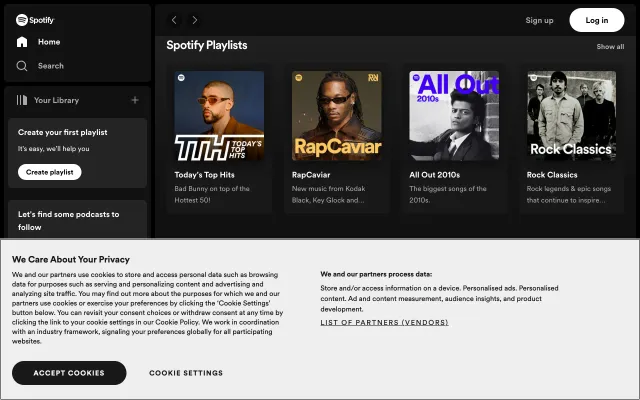 Spotify
Home
Search
Your Library
Create your first playlist
It's easy, we'll help you
Create playlist
Let's find some podcasts to
follow
Sign up
Log in
Spotify Playlists
Show all
TTH TODAY'S
TOP
HITS
Today's Top Hits
Bad Bunny on top of the
Hottest 50!
RapCaviar
RapCaviar
New music from Kodak
Black, Key Glock and...
All Out
2010s
All Out 2010s
The biggest songs of the
2010s.
Rock Classics
Rock Classics
Rock legends & epic songs
that continue to inspire...
We Care About Your Privacy
We and our partners use cookies to store and access personal data such as browsing
data for purposes such as serving and personalizing content and advertising and
analyzing site traffic. You may find out more about the purposes for which we and our
partners use cookies or exercise your preferences by clicking the 'Cookie Settings'
button below. You can revisit your consent choices or withdraw consent at any time by
clicking the link to your cookie settings in our Cookie Policy. We work in coordination
with an industry framework, signaling your preferences globally for all participating
websites.
We and our partners process data:
Store and/or access information on a device. Personalised ads. Personalised
content. Ad and content measurement, audience insights, and product
development.
LIST OF PARTNERS (VENDORS)
ACCEPT COOKIES
COOKIE SETTINGS